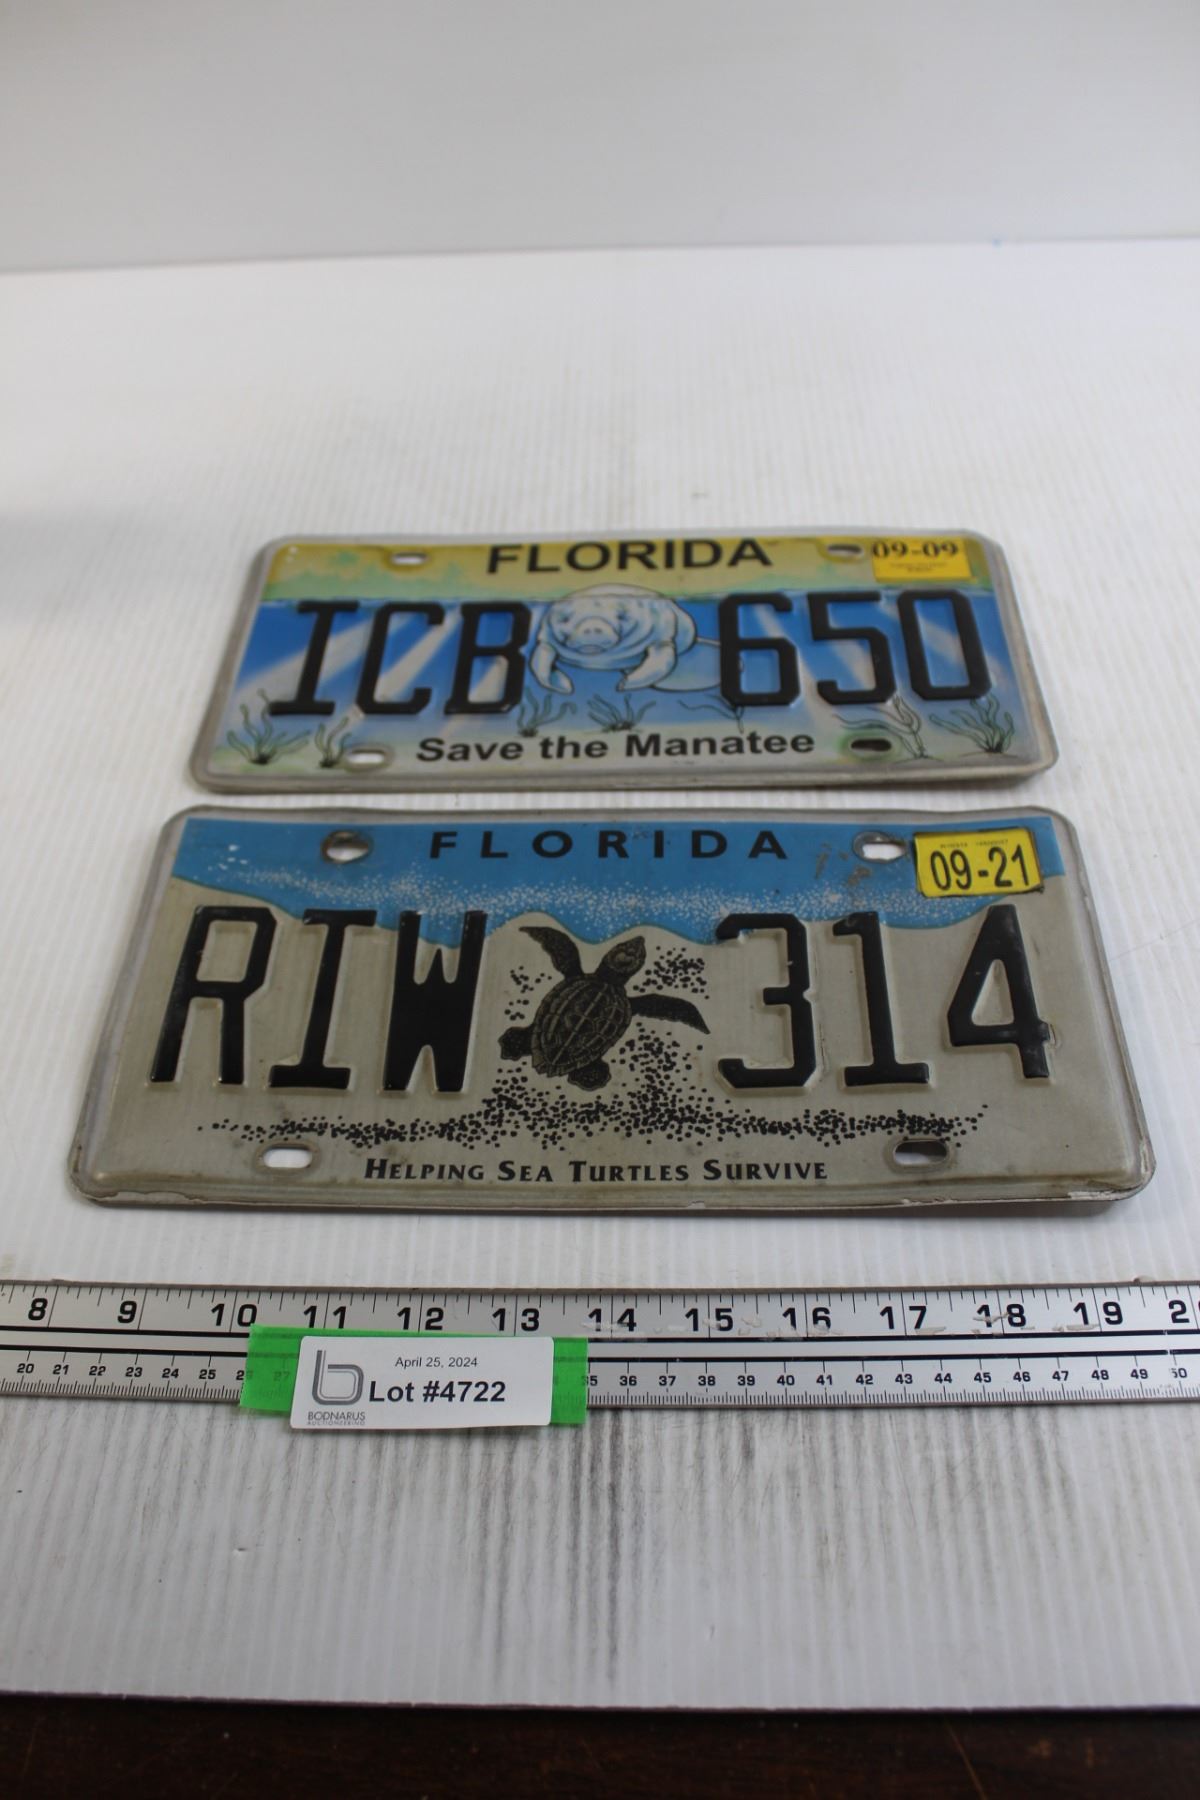 FLORIDA
09-09
ICB 650
Save the Manatee
FLORIDA
09-21
RIW 314
HELPING SEA TURTLES SURVIVE
8 9 10 11 12 13 14 15 16 17 18 19 2
20 21 22 23 24 25 35 36 37 38 39 40 41 42 43 44 45 46 47 48 49 50
April 25, 2024
Lot #4722
BODNARUS
AUCTIONEERING